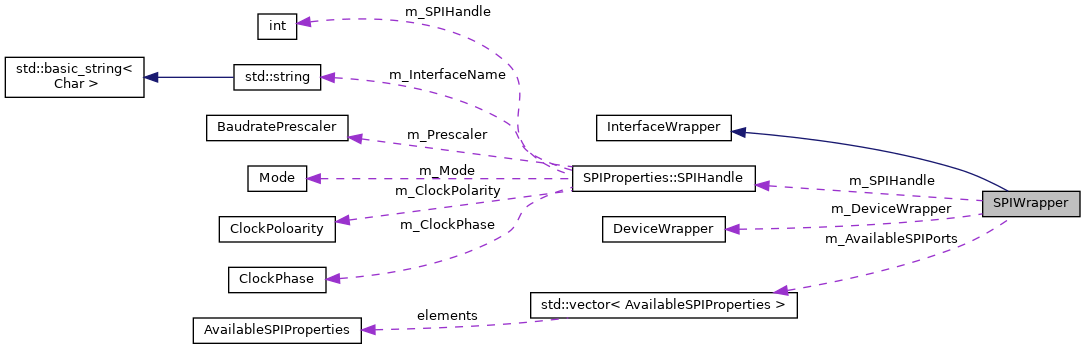 m_SPIHandle
int
std::basic_string<
Char >
std::string
m_InterfaceName
BaudratePrescaler
m_Prescaler
InterfaceWrapper
Mode
m_Mode
SPIProperties::SPIHandle
m_SPIHandle
SPIWrapper
m_ClockPolarity
ClockPoloarity
m_ClockPhase
DeviceWrapper
m_DeviceWrapper
m_AvailableSPIPorts
ClockPhase
std::vector< AvailableSPIProperties >
elements
AvailableSPIProperties